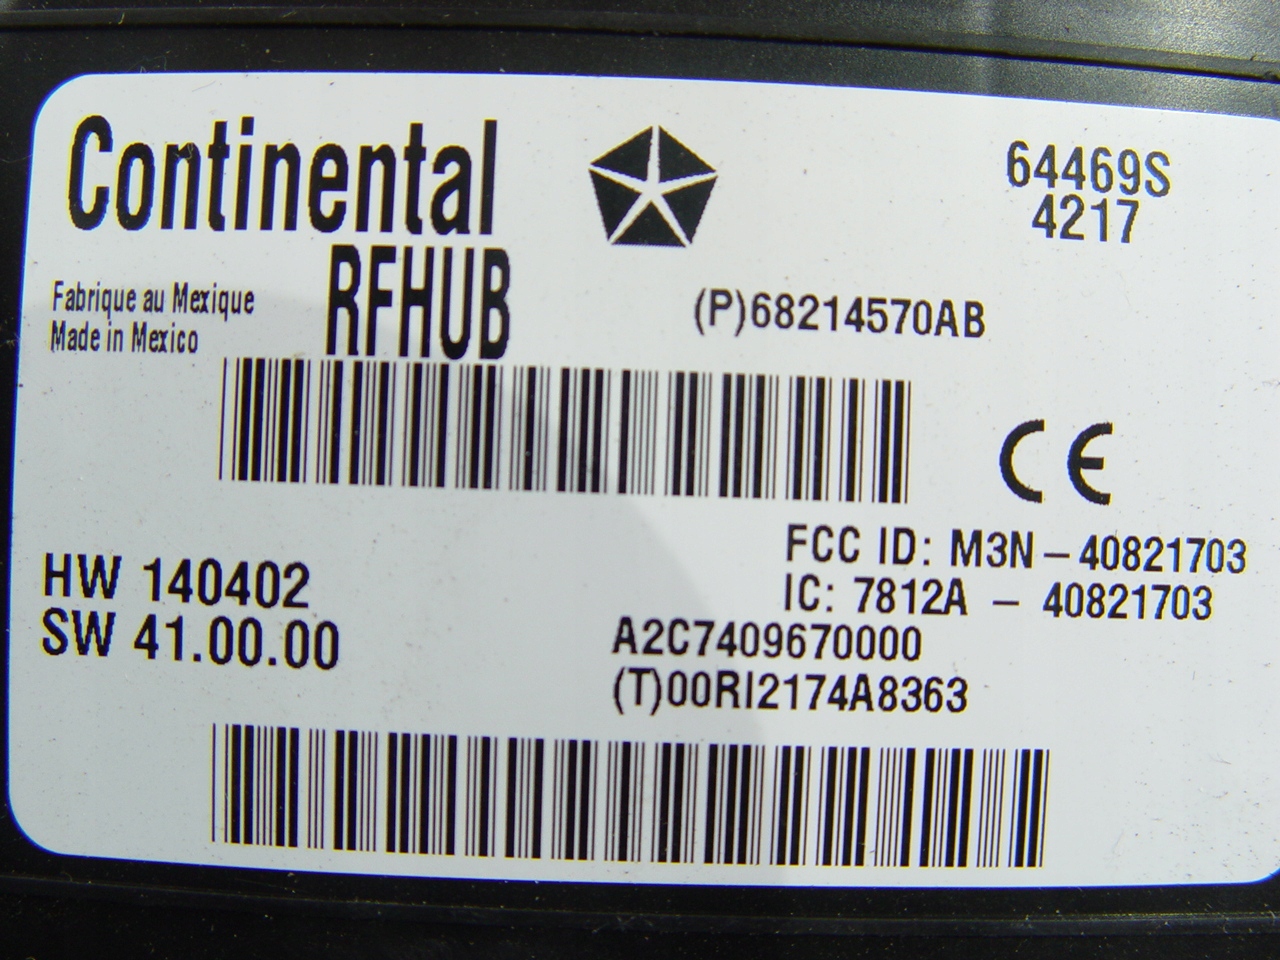 Continental
64469S
4217
RFHUB
Fabrique au Mexique
Made in Mexico
(P)68214570AB
CE
FCC ID: M3N – 40821703
IC: 7812A – 40821703
HW 140402
SW 41.00.00
A2C7409670000
(T)00RI2174A8363